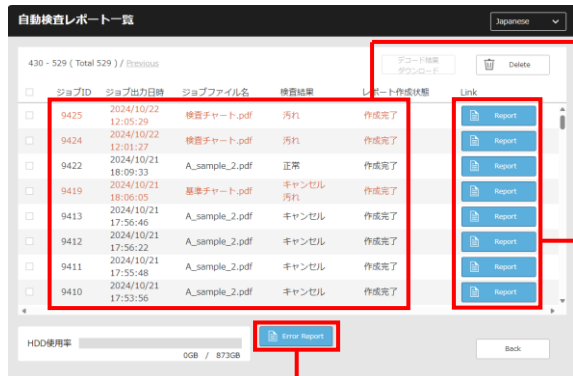 自動検査レポート一覧
Japanese
430 - 529 ( Total 529 ) / Previous
デコード検索
ダウンロード
Delete
ジョブID ジョブ出力日時 ジョブファイル名 検査結果 レポート作成状態 Link
9425 2024/10/22 12:05:29 検査チャート.pdf 汚れ 作成完了 Report
9424 2024/10/22 12:01:27 検査チャート.pdf 汚れ 作成完了 Report
9422 2024/10/21 18:09:33 A_sample_2.pdf 正常 作成完了 Report
9419 2024/10/21 18:06:05 基準チャート.pdf キャンセル 汚れ 作成完了 Report
9413 2024/10/21 17:56:46 A_sample_2.pdf キャンセル 作成完了 Report
9412 2024/10/21 17:56:22 A_sample_2.pdf キャンセル 作成完了 Report
9411 2024/10/21 17:55:48 A_sample_2.pdf キャンセル 作成完了 Report
9410 2024/10/21 17:53:56 A_sample_2.pdf キャンセル 作成完了 Report
HDD使用率
0GB / 873GB
Error Report
Back